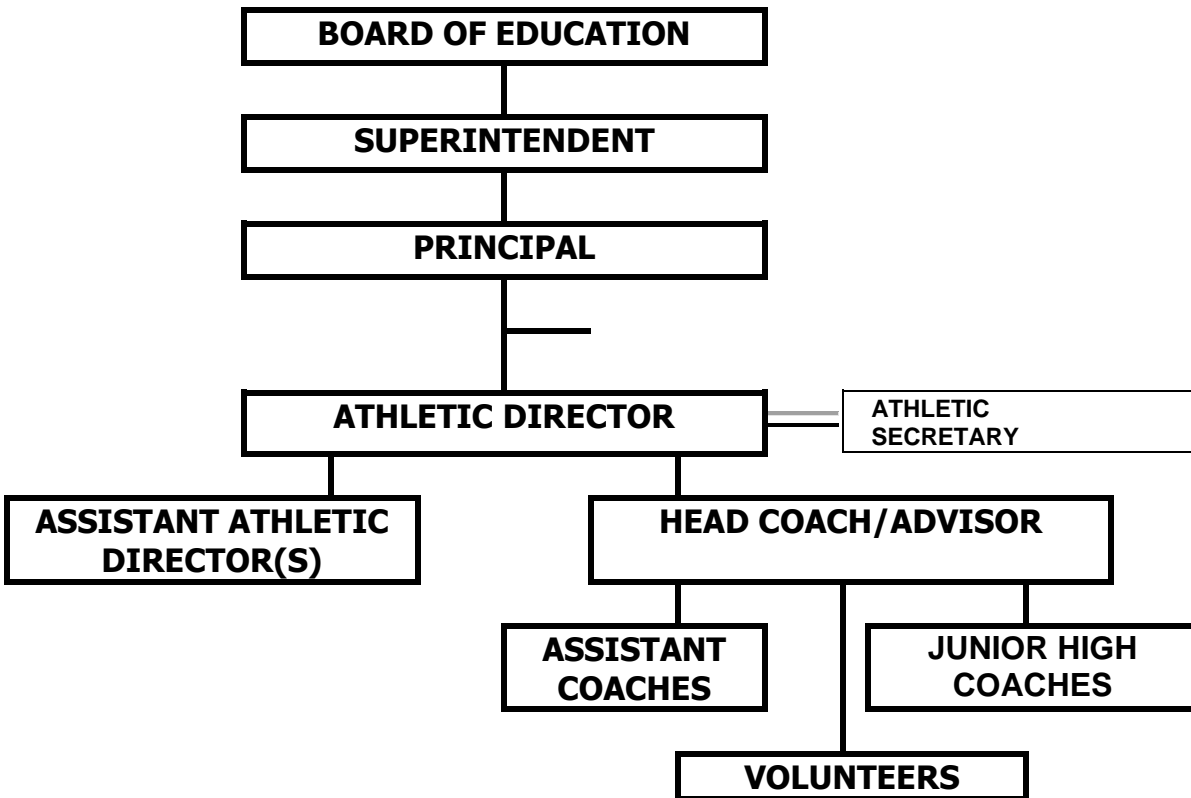 BOARD OF EDUCATION
SUPERINTENDENT
PRINCIPAL
ATHLETIC DIRECTOR
ATHLETIC
SECRETARY
ASSISTANT ATHLETIC
DIRECTOR(S)
HEAD COACH/ADVISOR
ASSISTANT
COACHES
JUNIOR HIGH
COACHES
VOLUNTEERS